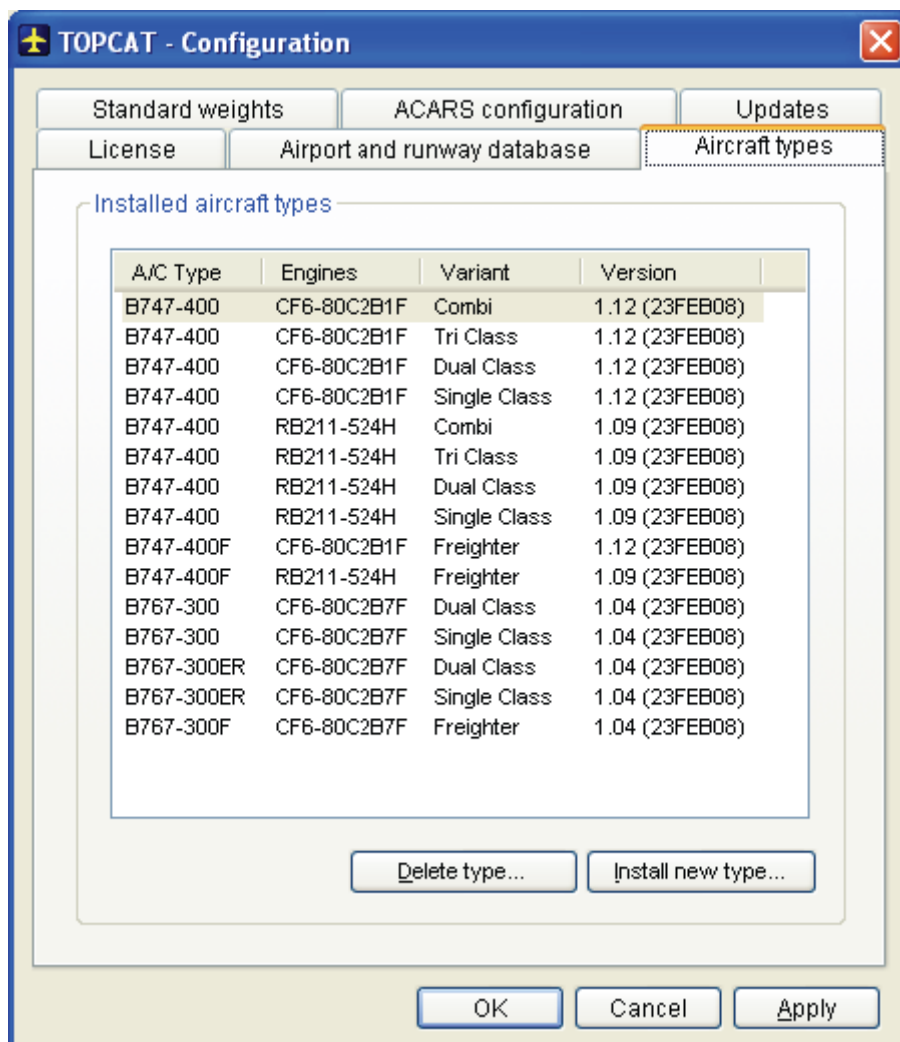 TOPCAT - Configuration
Standard weights ACARS configuration Updates
License Airport and runway database Aircraft types
Installed aircraft types
A/C Type Engines Variant Version
B747-400 CF6-80C2B1F Combi 1.12 (23FEB08)
B747-400 CF6-80C2B1F Tri Class 1.12 (23FEB08)
B747-400 CF6-80C2B1F Dual Class 1.12 (23FEB08)
B747-400 CF6-80C2B1F Single Class 1.12 (23FEB08)
B747-400 RB211-524H Combi 1.09 (23FEB08)
B747-400 RB211-524H Tri Class 1.09 (23FEB08)
B747-400 RB211-524H Dual Class 1.09 (23FEB08)
B747-400 RB211-524H Single Class 1.09 (23FEB08)
B747-400F CF6-80C2B1F Freighter 1.12 (23FEB08)
B747-400F RB211-524H Freighter 1.09 (23FEB08)
B767-300 CF6-80C2B7F Dual Class 1.04 (23FEB08)
B767-300 CF6-80C2B7F Single Class 1.04 (23FEB08)
B767-300ER CF6-80C2B7F Dual Class 1.04 (23FEB08)
B767-300ER CF6-80C2B7F Single Class 1.04 (23FEB08)
B767-300F CF6-80C2B7F Freighter 1.04 (23FEB08)
Delete type... Install new type...
OK Cancel Apply